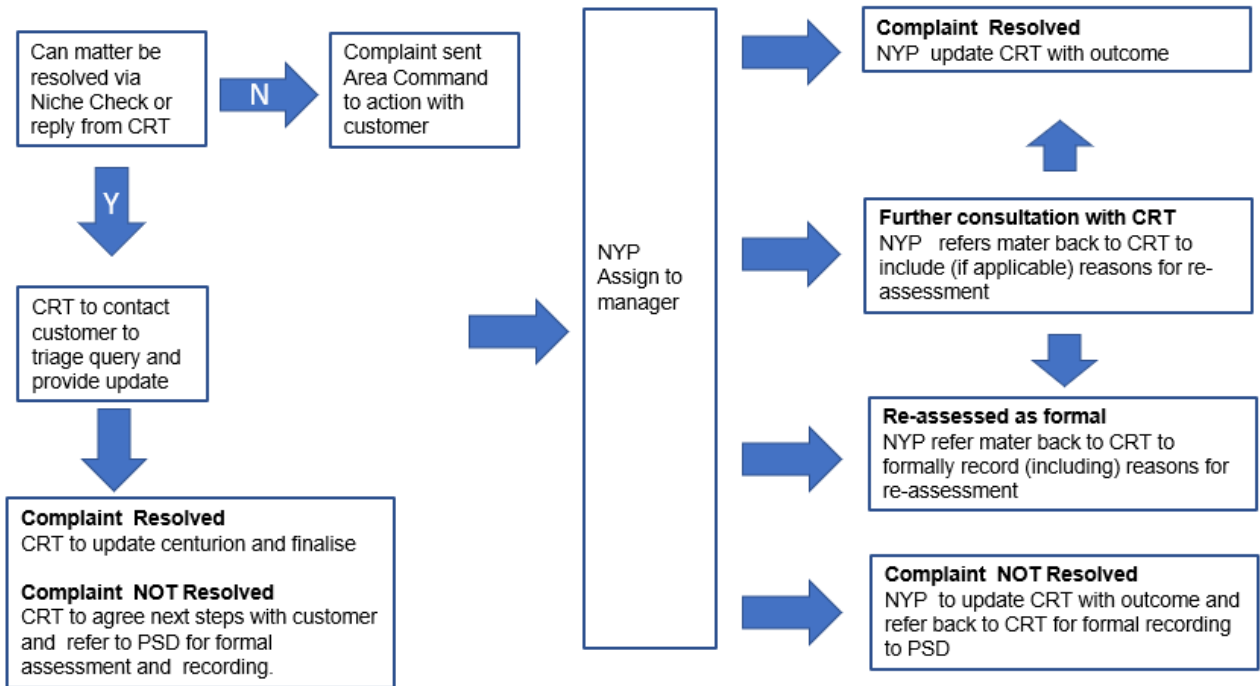 Can matter be
resolved via
Niche Check or
reply from CRT
N
Complaint sent
Area Command
to action with
customer
Y
CRT to contact
customer to
triage query and
provide update
Complaint Resolved
CRT to update centurion and finalise
Complaint NOT Resolved
CRT to agree next steps with customer
and refer to PSD for formal
assessment and recording.
NYP
Assign to
manager
Complaint Resolved
NYP update CRT with outcome
Further consultation with CRT
NYP refers mater back to CRT to
include (if applicable) reasons for re-
assessment
Re-assessed as formal
NYP refer mater back to CRT to
formally record (including) reasons for
re-assessment
Complaint NOT Resolved
NYP to update CRT with outcome and
refer back to CRT for formal recording
to PSD